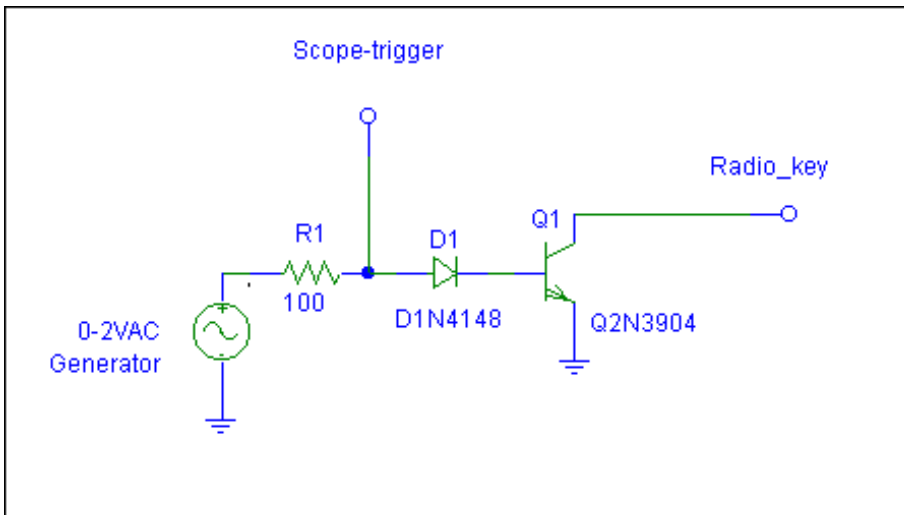 Scope-trigger
Radio_key
Q1
R1
D1
100
D1N4148
Q2N3904
0-2VAC
Generator